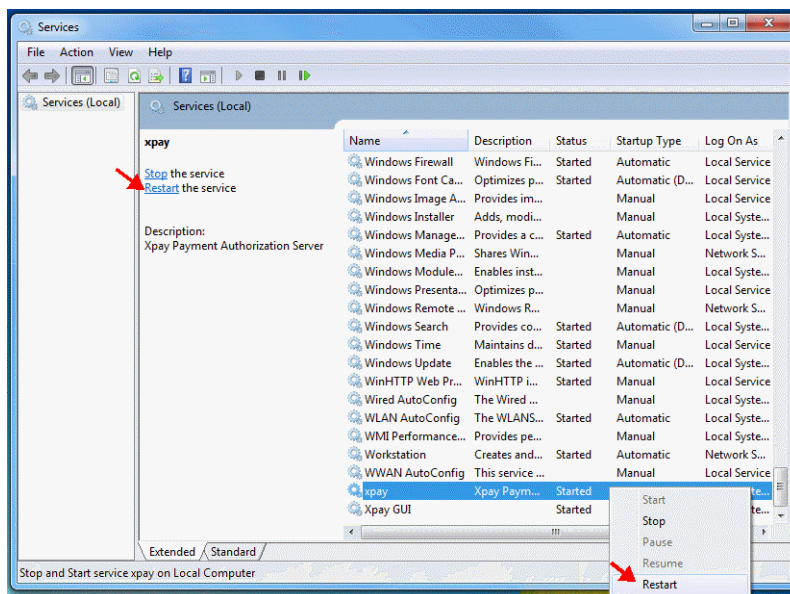 Services
File Action View Help
Services (Local)
Services (Local)
xpay
Stop the service
Restart the service
Description:
Xpay Payment Authorization Server
Name Description Status Startup Type Log On As
Windows Firewall Windows Fi... Started Automatic Local Service
Windows Font Ca... Optimizes p... Started Automatic (D... Local Service
Windows Image A... Provides im... Manual Local Service
Windows Installer Adds, modi... Manual Local Syste...
Windows Manage... Provides a c... Started Automatic Local Syste...
Windows Media P... Shares Win... Manual Network S...
Windows Module... Enables inst... Manual Local Syste...
Windows Presenta... Optimizes p... Manual Local Service
Windows Remote ... Windows R... Manual Network S...
Windows Search Provides co... Started Automatic (D... Local Syste...
Windows Time Maintains d... Started Manual Local Service
Windows Update Enables the ... Started Automatic (D... Local Syste...
WinHTTP Web Pr... WinHTTP i... Started Manual Local Service
Wired AutoConfig The Wired ... Manual Local Syste...
WLAN AutoConfig The WLANS... Started Automatic Local Syste...
WMI Performance... Provides pe... Manual Local Syste...
Workstation Creates and... Started Automatic Network S...
WWAN AutoConfig This service ... Manual Local Service
xpay Xpay Paym... Started te...
Xpay GUI Started te...
Start
Stop
Pause
Resume
Restart
Extended Standard
Stop and Start service xpay on Local Computer